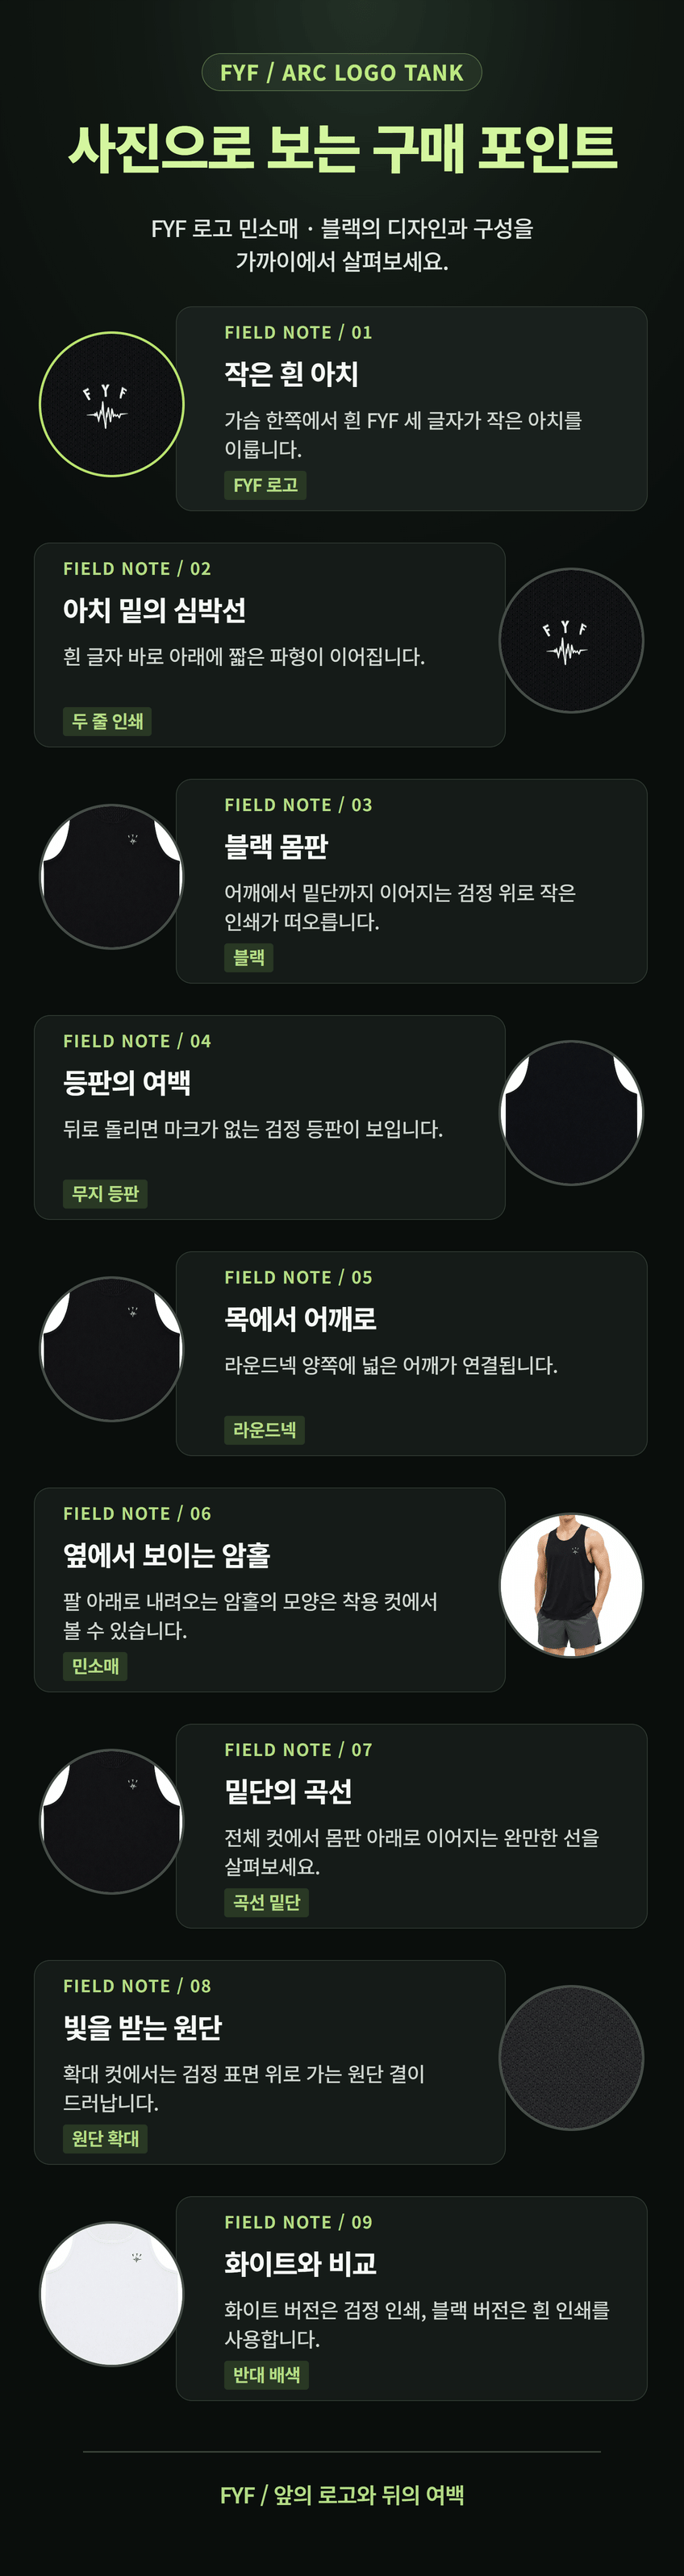 FYF / ARC LOGO TANK
사진으로 보는 구매 포인트
FYF 로고 민소매 · 블랙의 디자인과 구성을
가까이에서 살펴보세요.
FYF
FIELD NOTE / 01
작은 흰 아치
가슴 한쪽에서 흰 FYF 세 글자가 작은 아치를
이룹니다.
FYF 로고
FIELD NOTE / 02
아치 밑의 심박선
흰 글자 바로 아래에 짧은 파형이 이어집니다.
두 줄 인쇄
FYF
FIELD NOTE / 03
블랙 몸판
어깨에서 밑단까지 이어지는 검정 위로 작은
인쇄가 떠오릅니다.
블랙
FIELD NOTE / 04
등판의 여백
뒤로 돌리면 마크가 없는 검정 등판이 보입니다.
무지 등판
FIELD NOTE / 05
목에서 어깨로
라운드넥 양쪽에 넓은 어깨가 연결됩니다.
라운드넥
FIELD NOTE / 06
옆에서 보이는 암홀
팔 아래로 내려오는 암홀의 모양은 착용 컷에서
볼 수 있습니다.
민소매
FIELD NOTE / 07
밑단의 곡선
전체 컷에서 몸판 아래로 이어지는 완만한 선을
살펴보세요.
곡선 밑단
FIELD NOTE / 08
빛을 받는 원단
확대 컷에서는 검정 표면 위로 가는 원단 결이
드러납니다.
원단 확대
FIELD NOTE / 09
화이트와 비교
화이트 버전은 검정 인쇄, 블랙 버전은 흰 인쇄를
사용합니다.
반대 배색
FYF / 앞의 로고와 뒤의 여백